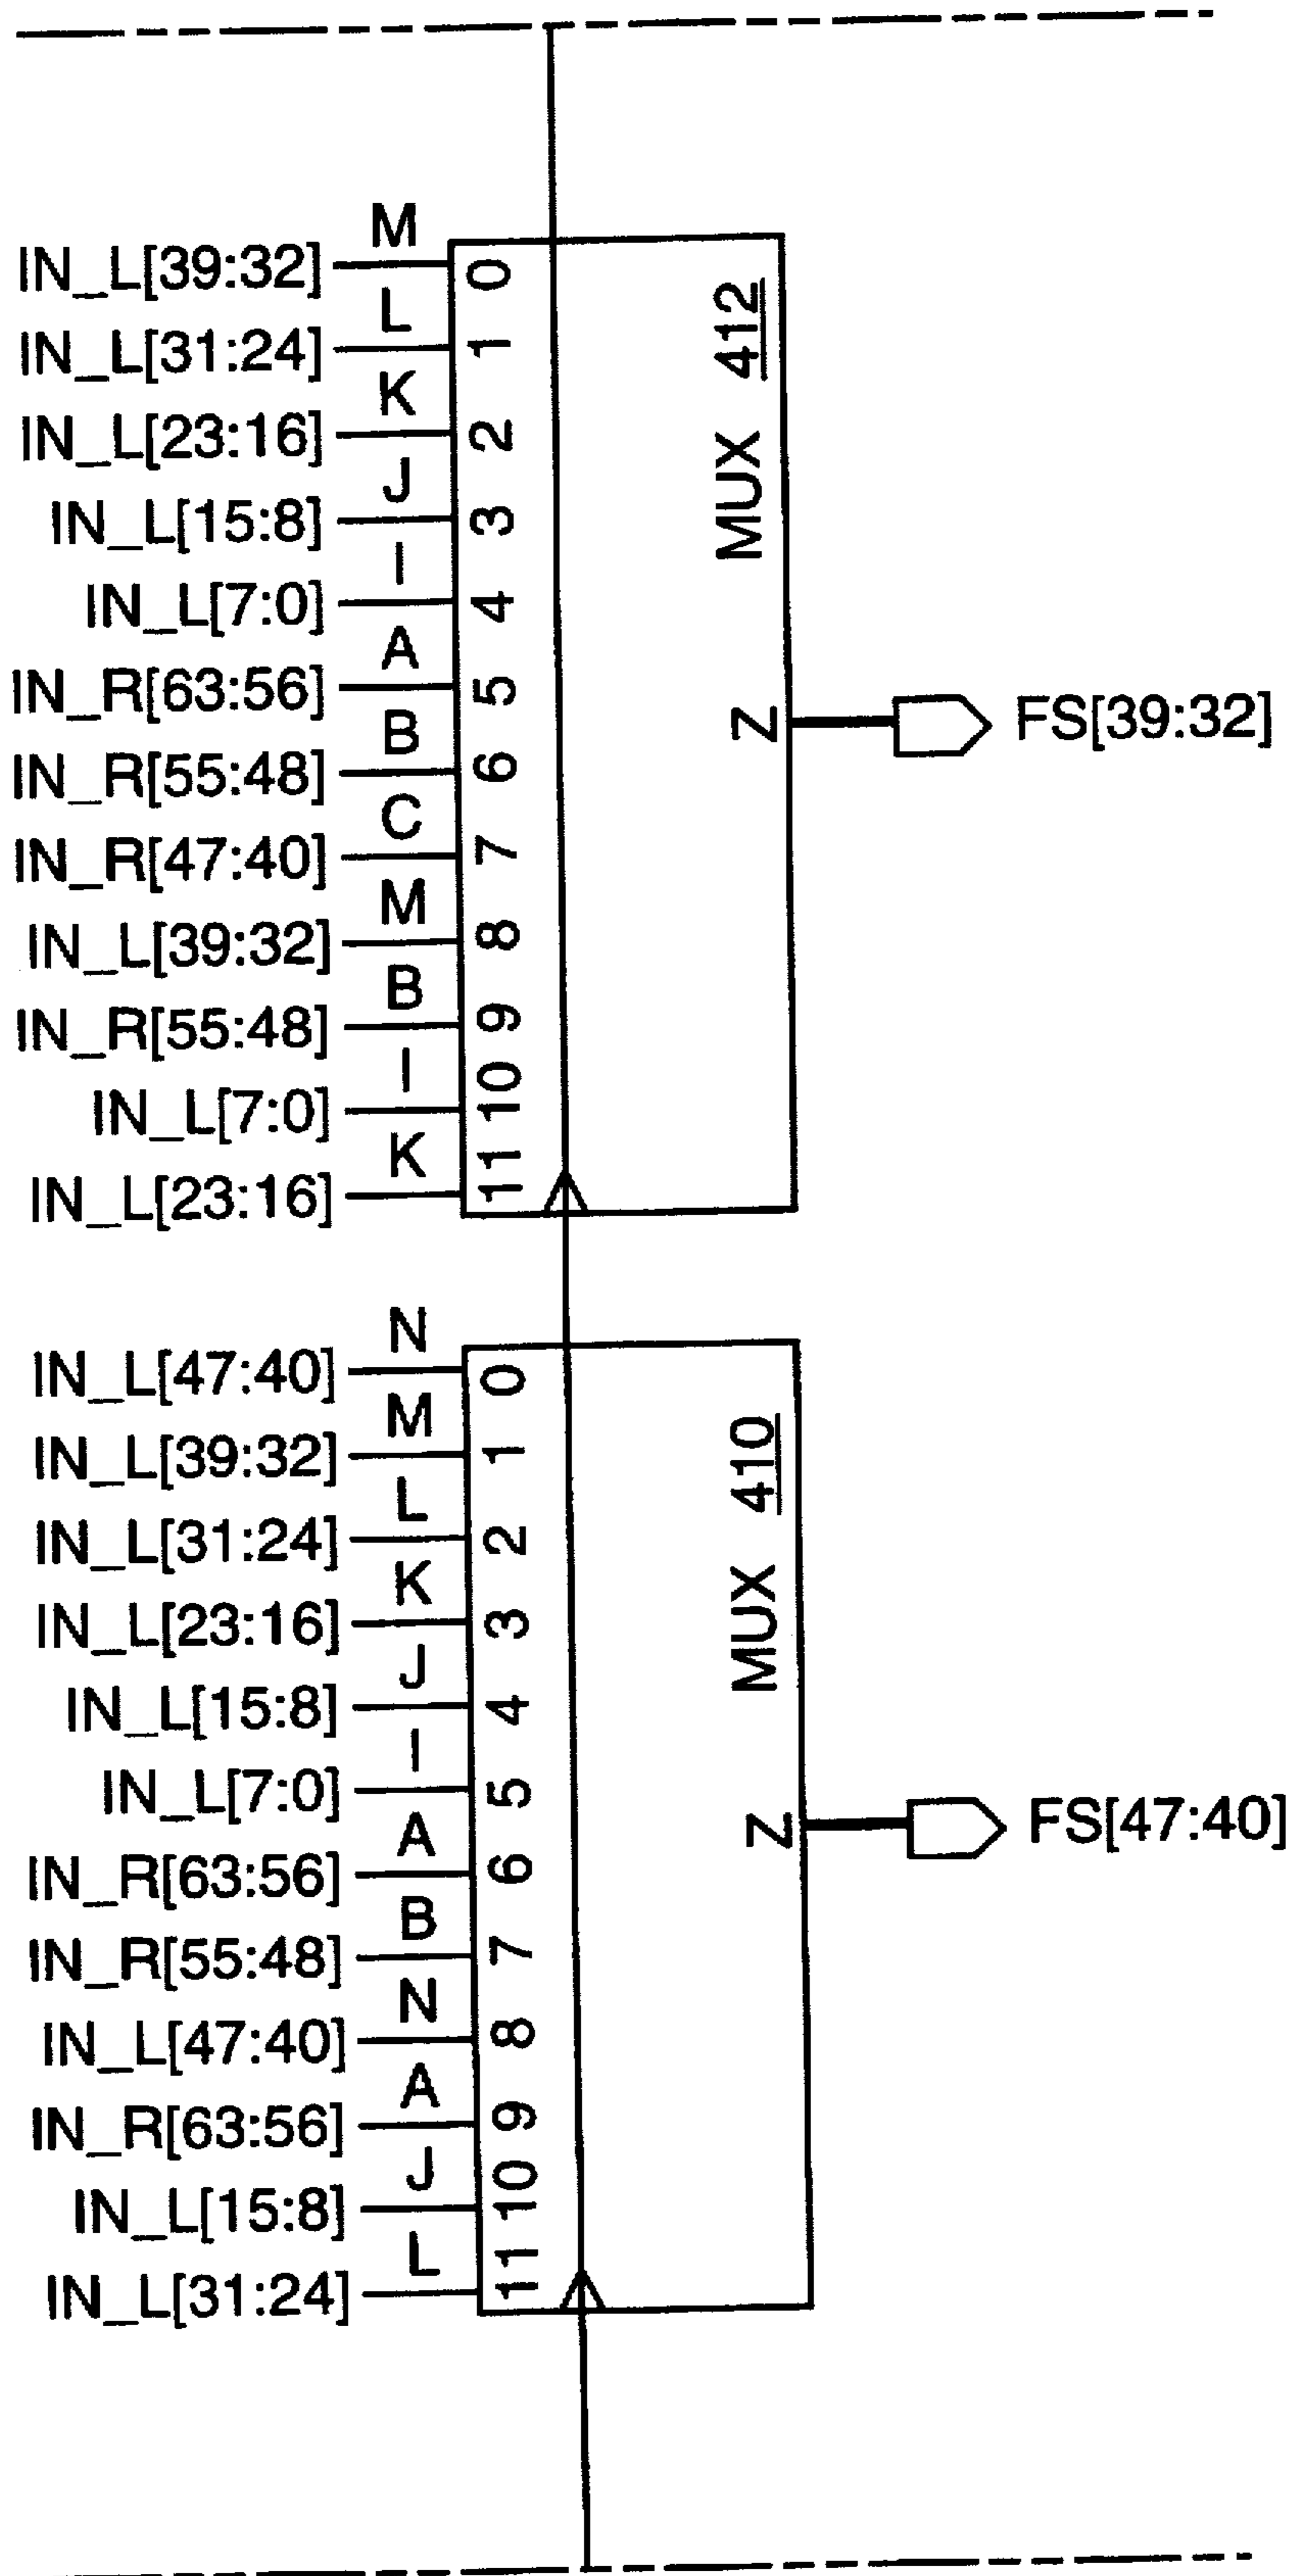 M
IN_L[39:32] 0
L
IN_L[31:24] 1
K
IN_L[23:16] 2
J
IN_L[15:8] 3
I
IN_L[7:0] 4
A
IN_R[63:56] 5
B
IN_R[55:48] 6
C
IN_R[47:40] 7
M
IN_L[39:32] 8
B
IN_R[55:48] 9
I
IN_L[7:0] 10
K
IN_L[23:16] 11
MUX 412
Z
FS[39:32]
N
IN_L[47:40] 0
M
IN_L[39:32] 1
L
IN_L[31:24] 2
K
IN_L[23:16] 3
J
IN_L[15:8] 4
I
IN_L[7:0] 5
A
IN_R[63:56] 6
B
IN_R[55:48] 7
N
IN_L[47:40] 8
A
IN_R[63:56] 9
J
IN_L[15:8] 10
L
IN_L[31:24] 11
MUX 410
Z
FS[47:40]